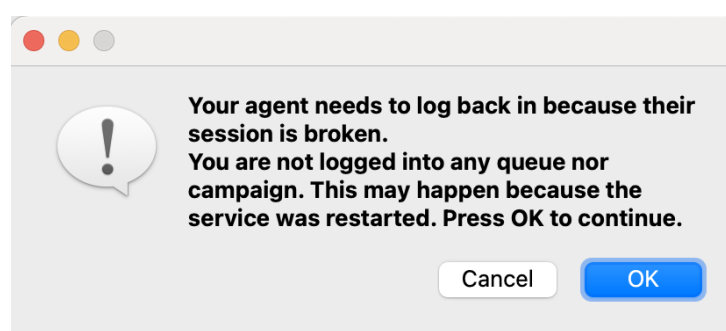 Your agent needs to log back in because their
session is broken.
You are not logged into any queue nor
campaign. This may happen because the
service was restarted. Press OK to continue.
Cancel
OK